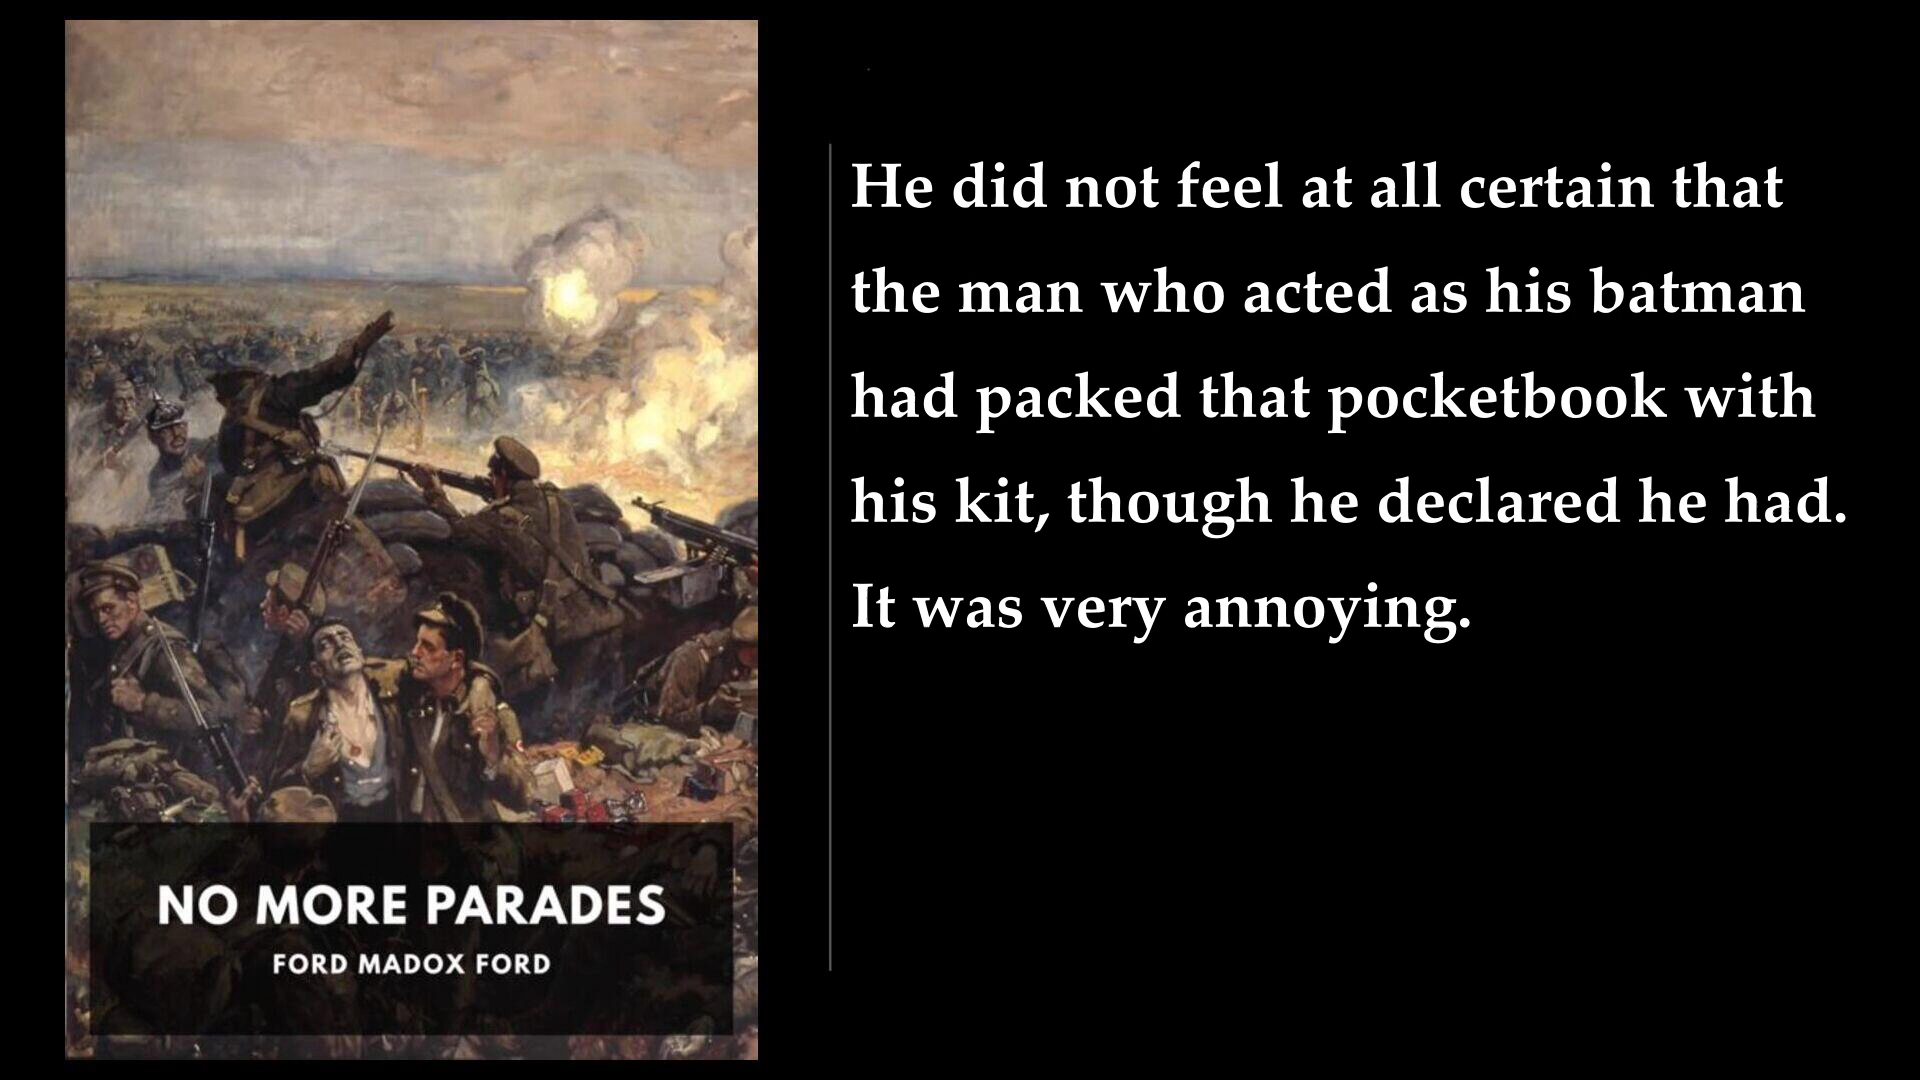 NO MORE PARADES
FORD MADOX FORD
He did not feel at all certain that
the man who acted as his batman
had packed that pocketbook with
his kit, though he declared he had.
It was very annoying.